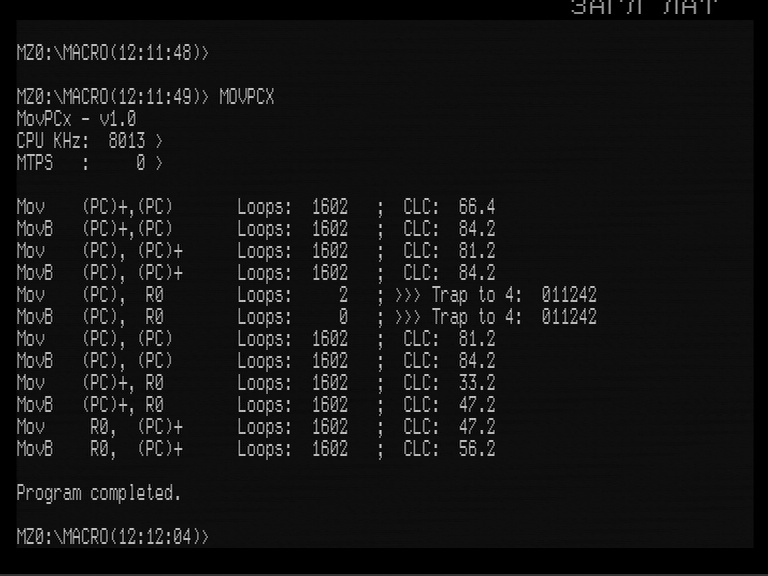 ЗАГЛ ЛАТ
MZ0:\MACRO(12:11:48)>
MZ0:\MACRO(12:11:49)> MOVPCX
MovPCx - v1.0
CPU KHz:  8013 >
MTPS   :     0 >
Mov    (PC)+,(PC)       Loops:  1602   ;  CLC:  66.4
MovB   (PC)+,(PC)       Loops:  1602   ;  CLC:  84.2
Mov    (PC), (PC)+      Loops:  1602   ;  CLC:  81.2
MovB   (PC), (PC)+      Loops:  1602   ;  CLC:  84.2
Mov    (PC),  R0        Loops:     2   ; >>> Trap to 4:  011242
MovB   (PC),  R0        Loops:     0   ; >>> Trap to 4:  011242
Mov    (PC), (PC)       Loops:  1602   ;  CLC:  81.2
MovB   (PC), (PC)       Loops:  1602   ;  CLC:  84.2
Mov    (PC)+, R0        Loops:  1602   ;  CLC:  33.2
MovB   (PC)+, R0        Loops:  1602   ;  CLC:  47.2
Mov     R0,  (PC)+      Loops:  1602   ;  CLC:  47.2
MovB    R0,  (PC)+      Loops:  1602   ;  CLC:  56.2
Program completed.
MZ0:\MACRO(12:12:04)>